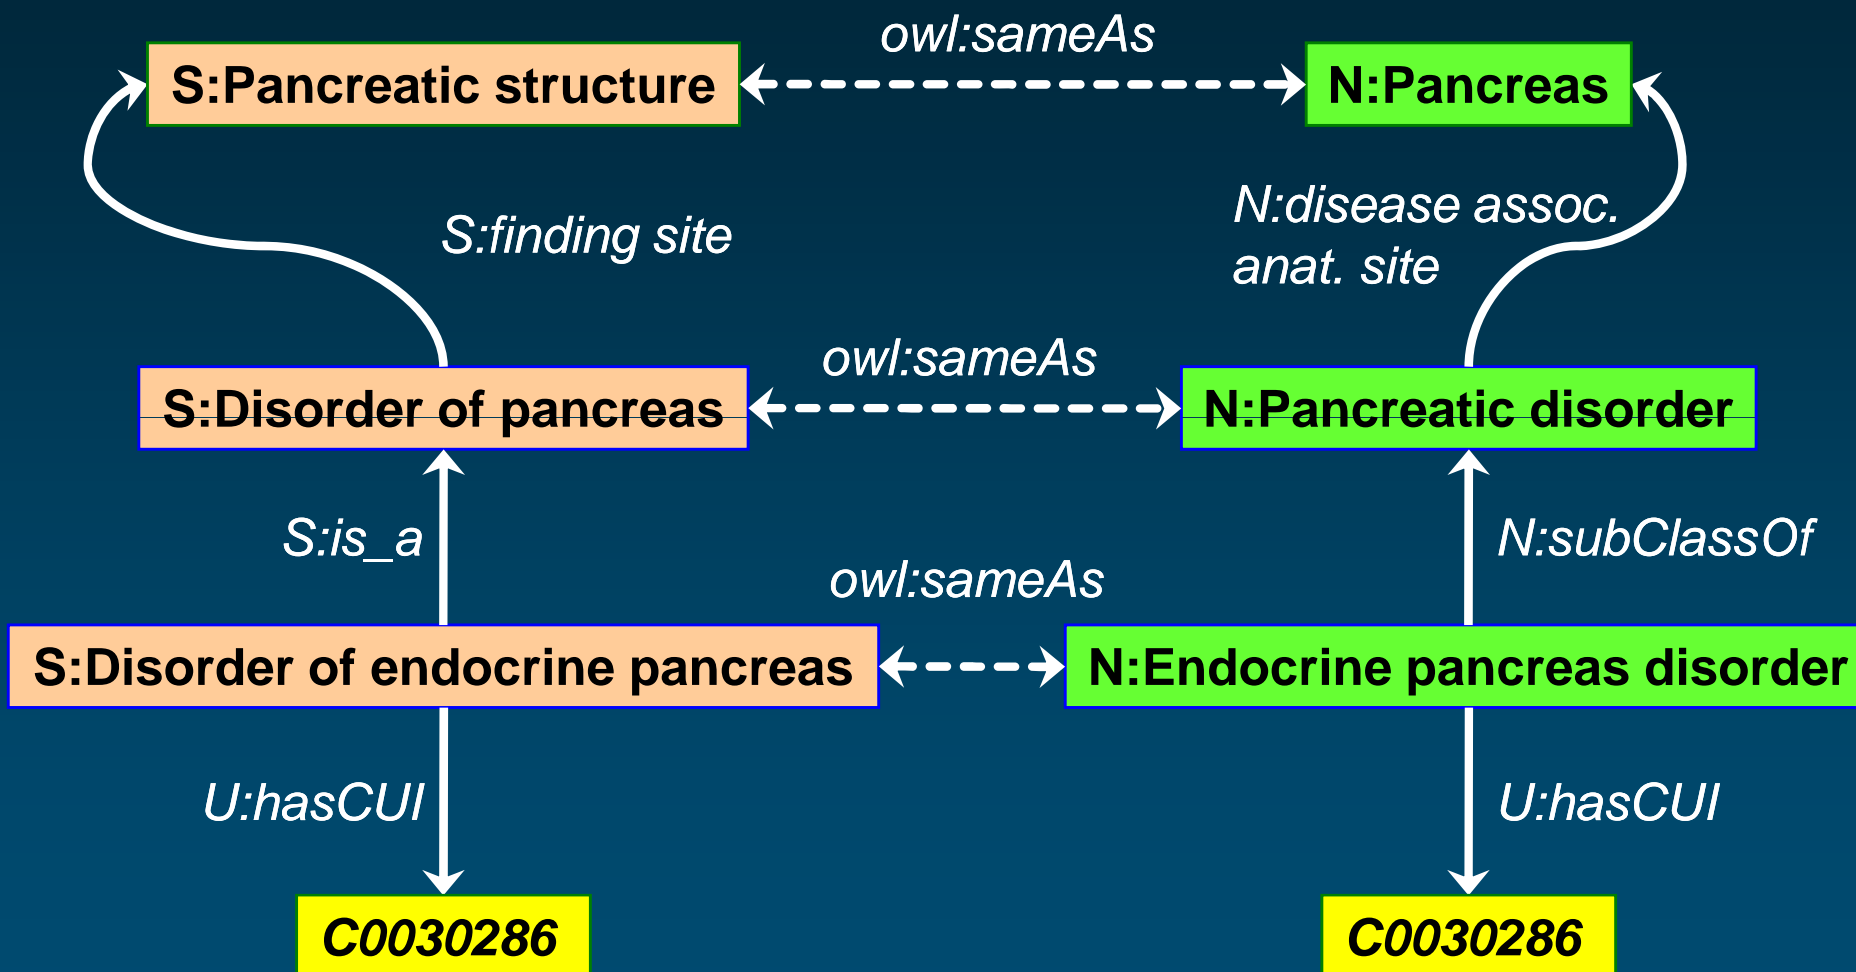 owl:sameAs
S:Pancreatic structure
N:Pancreas
S:finding site
N:disease assoc.
anat. site
owl:sameAs
S:Disorder of pancreas
N:Pancreatic disorder
S:is_a
N:subClassOf
owl:sameAs
S:Disorder of endocrine pancreas
N:Endocrine pancreas disorder
U:hasCUI
U:hasCUI
C0030286
C0030286